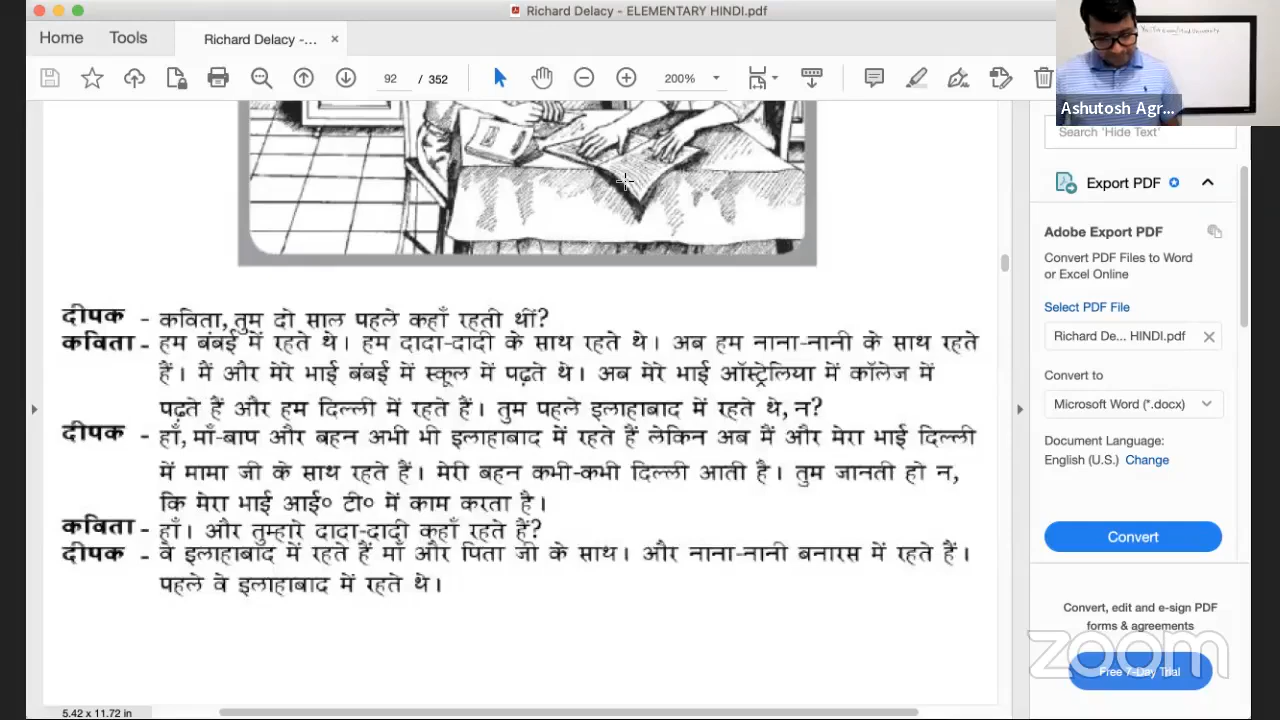 Richard Delacy - ELEMENTARY HINDI.pdf
Home Tools Richard Delacy -... ×
92 / 352 200%
Ashutosh Agr...
Search 'Hide Text'
Export PDF
Adobe Export PDF
Convert PDF Files to Word
or Excel Online
Select PDF File
Richard De... HINDI.pdf
Convert to
Microsoft Word (*.docx)
Document Language:
English (U.S.) Change
Convert
Convert, edit and e-sign PDF
forms & agreements
Free 7-Day Trial
zoom
दीपक - कविता, तुम दो साल पहले कहाँ रहती थीं?
कविता - हम बंबई में रहते थे। हम दादा-दादी के साथ रहते थे। अब हम नाना-नानी के साथ रहते
हैं। मैं और मेरे भाई बंबई में स्कूल में पढ़ते थे। अब मेरे भाई ऑस्ट्रेलिया में कॉलेज में
पढ़ते हैं और हम दिल्ली में रहते हैं। तुम पहले इलाहाबाद में रहते थे, न?
दीपक - हाँ, माँ-बाप और बहन अभी भी इलाहाबाद में रहते हैं लेकिन अब मैं और मेरा भाई दिल्ली
में मामा जी के साथ रहते हैं। मेरी बहन कभी-कभी दिल्ली आती है। तुम जानती हो न,
कि मेरा भाई आई० टी० में काम करता है।
कविता - हाँ। और तुम्हारे दादा-दादी कहाँ रहते हैं?
दीपक - वे इलाहाबाद में रहते हैं माँ और पिता जी के साथ। और नाना-नानी बनारस में रहते हैं।
पहले वे इलाहाबाद में रहते थे।
5.42 x 11.72 in